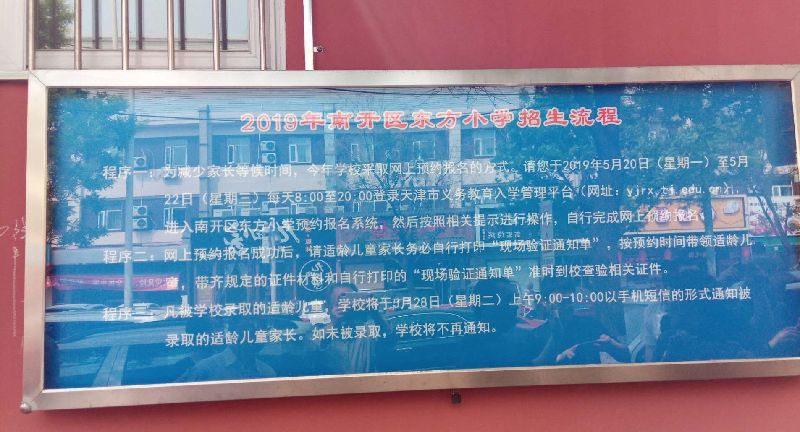 2019年南开区东方小学招生流程
程序一：为减少家长等候时间，今年学校采取网上预约报名的方式。请您于2019年5月20日（星期一）至5月
22日（星期三）每天8:00至20:00登录天津市义务教育入学管理平台（网址：yjrx.tj.edu.cn），
进入南开区东方小学预约报名系统，然后按照相关提示进行操作，自行完成网上预约报名。
程序二：网上预约报名成功后，请适龄儿童家长务必自行打印“现场验证通知单”，按预约时间带领适龄儿
童，带齐规定的证件材料和自行打印的“现场验证通知单”准时到校查验相关证件。
程序三：凡被学校录取的适龄儿童，学校将于5月28日（星期二）上午9:00-10:00以手机短信的形式通知被
录取的适龄儿童家长。如未被录取，学校将不再通知。